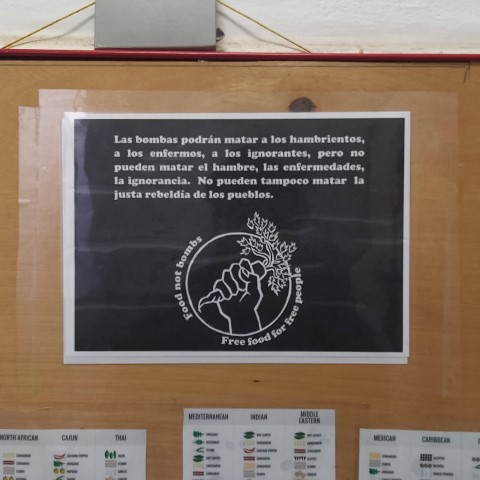 Las bombas podrán matar a los hambrientos,
a los enfermos, a los ignorantes, pero no
pueden matar el hambre, las enfermedades,
la ignorancia. No pueden tampoco matar la
justa rebeldía de los pueblos.
Food not bombs
Free food for free people
NORTH AFRICAN
CAJUN
THAI
MEDITERRANEAN
INDIAN
MIDDLE
EASTERN
MEXICAN
CARIBBEAN